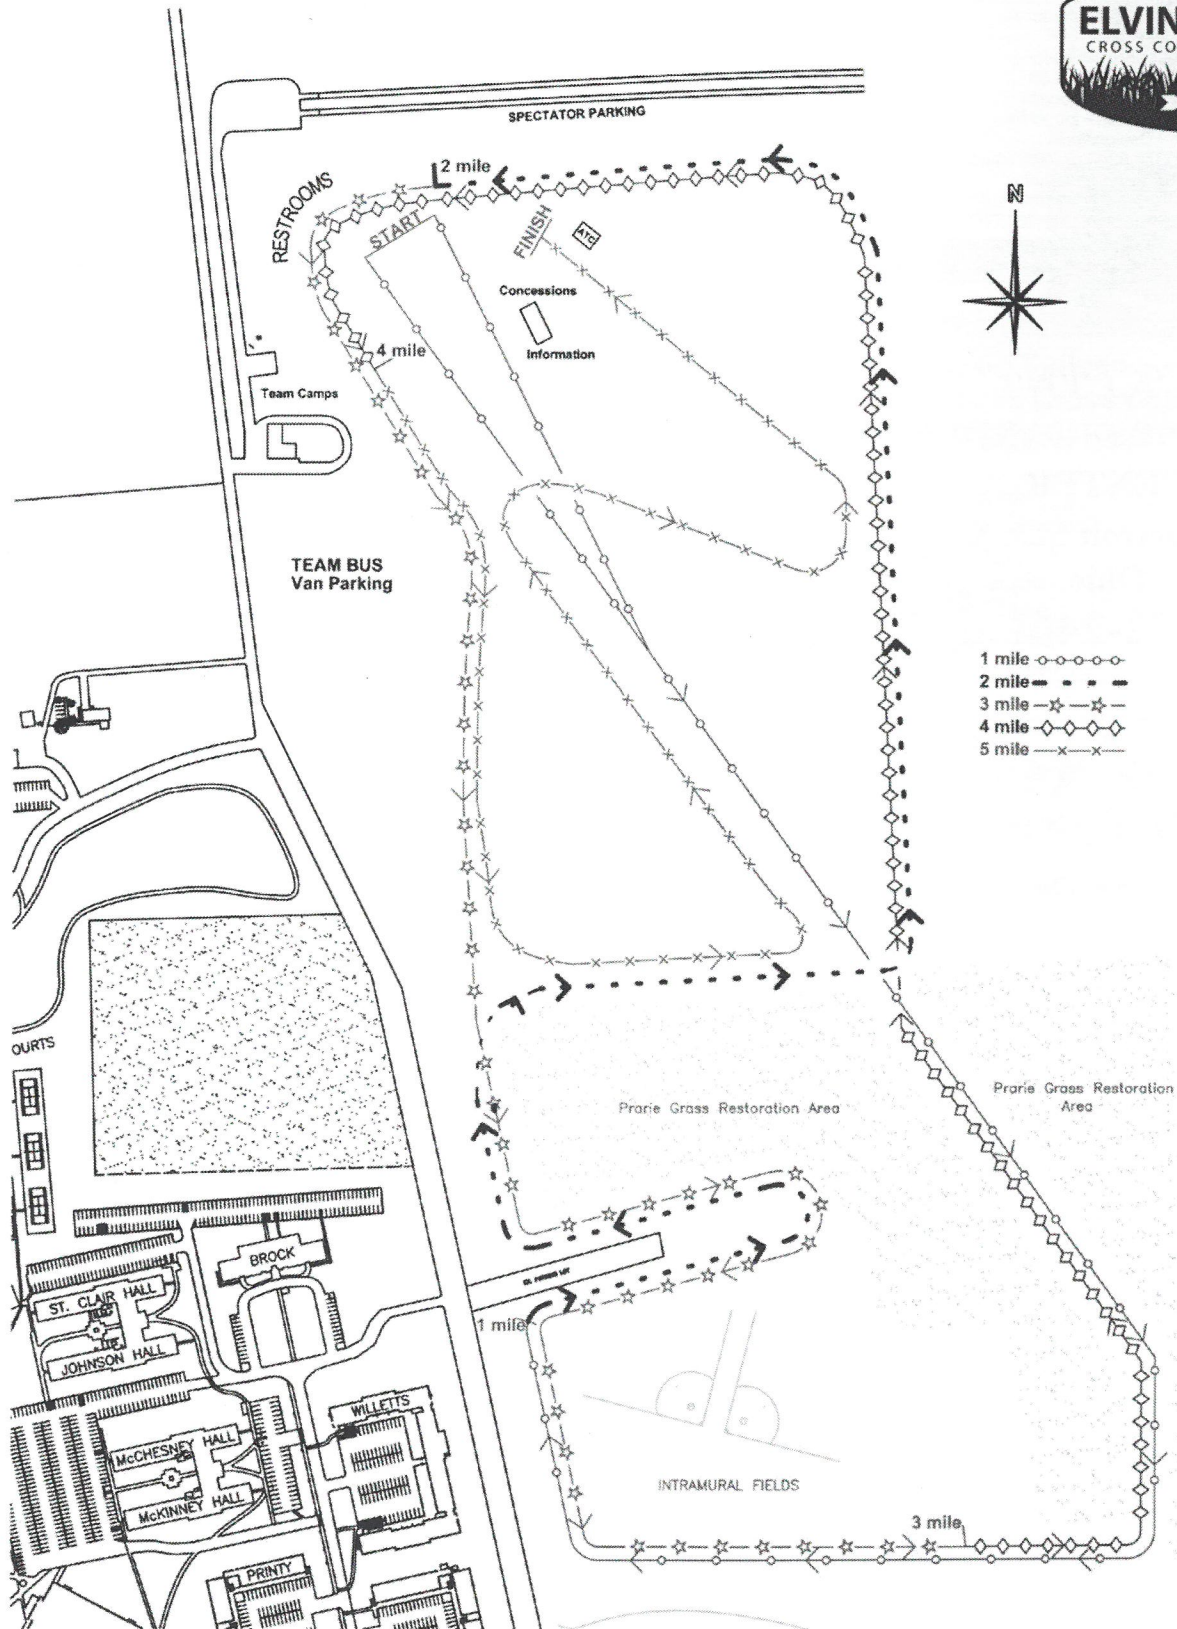 ELVIN
CROSS CO
SPECTATOR PARKING
2 mile
RESTROOMS
START
FINISH
ATC
N
Concessions
Information
4 mile
Team Camps
TEAM BUS
Van Parking
1 mile
2 mile
3 mile
4 mile
5 mile
OURTS
Prarie Grass Restoration Area
Prarie Grass Restoration
Area
BROCK
ST. CLAIR HALL
JOHNSON HALL
1 mile
WILLETTS
McCHESNEY HALL
McKINNEY HALL
INTRAMURAL FIELDS
3 mile
PRINTY